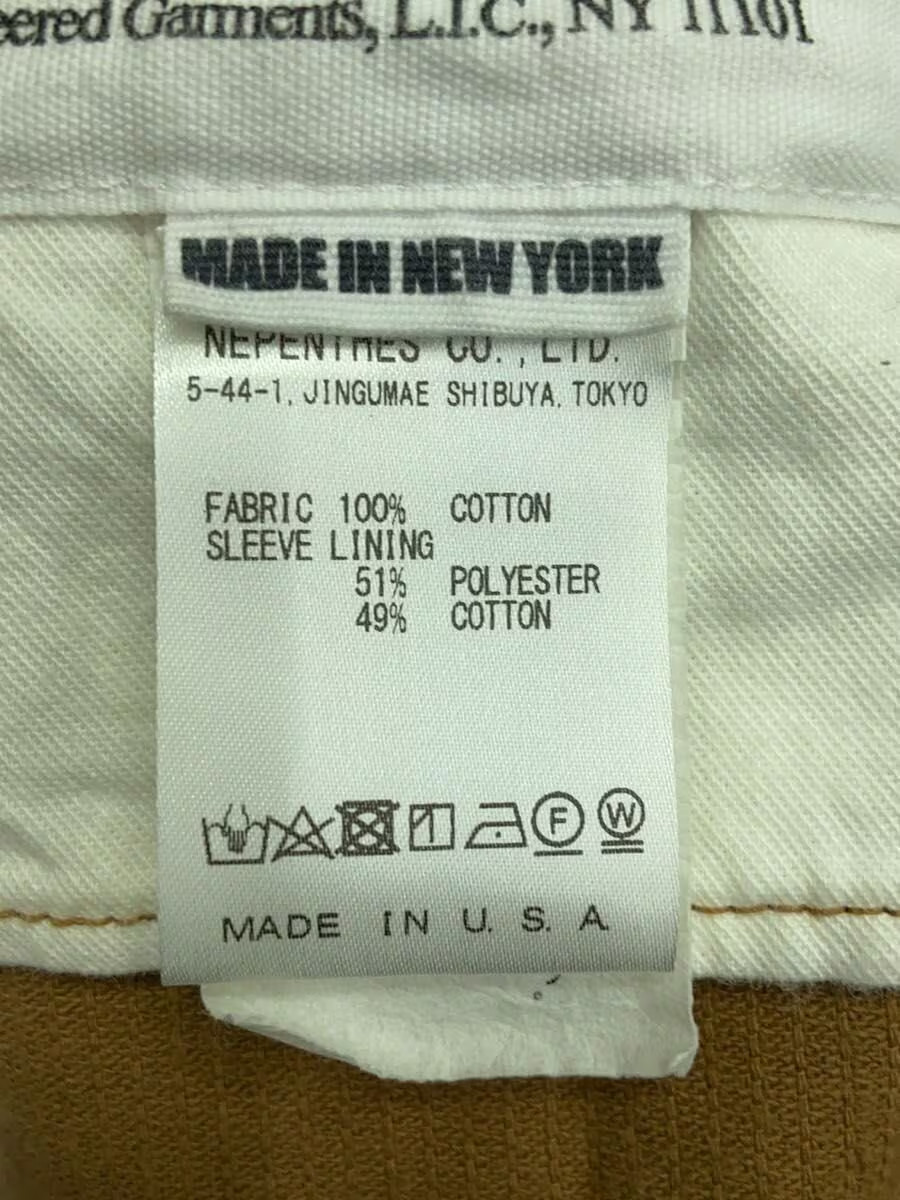 eered Garments, L.I.C., NY 11101
MADE IN NEW YORK
NEPENTHES CO., LTD.
5-44-1, JINGUMAE SHIBUYA, TOKYO
FABRIC 100% COTTON
SLEEVE LINING
51% POLYESTER
49% COTTON
F W
MADE IN U.S.A